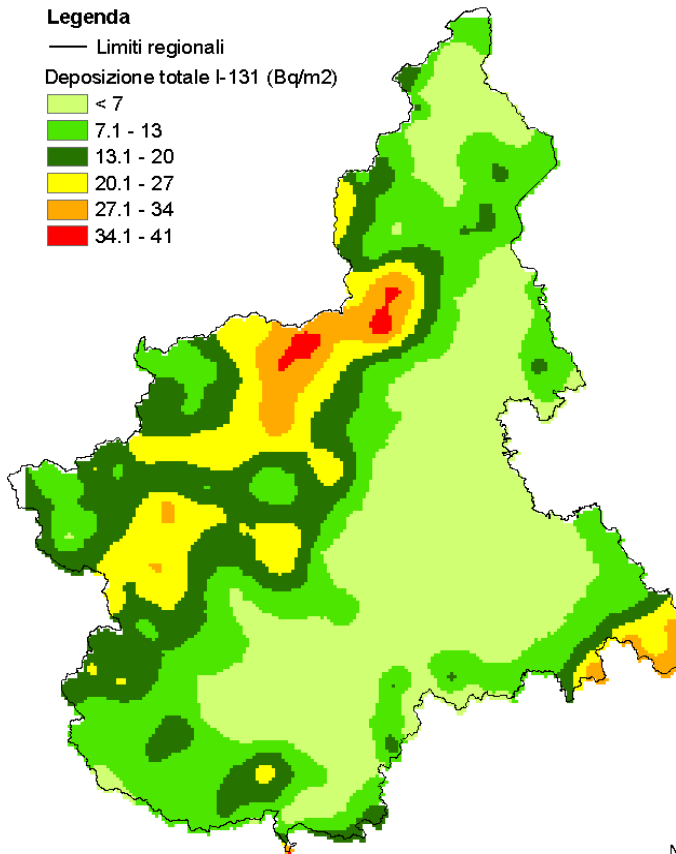 Legenda
Limiti regionali
Deposizione totale I-131 (Bq/m2)
< 7
7.1 - 13
13.1 - 20
20.1 - 27
27.1 - 34
34.1 - 41
N